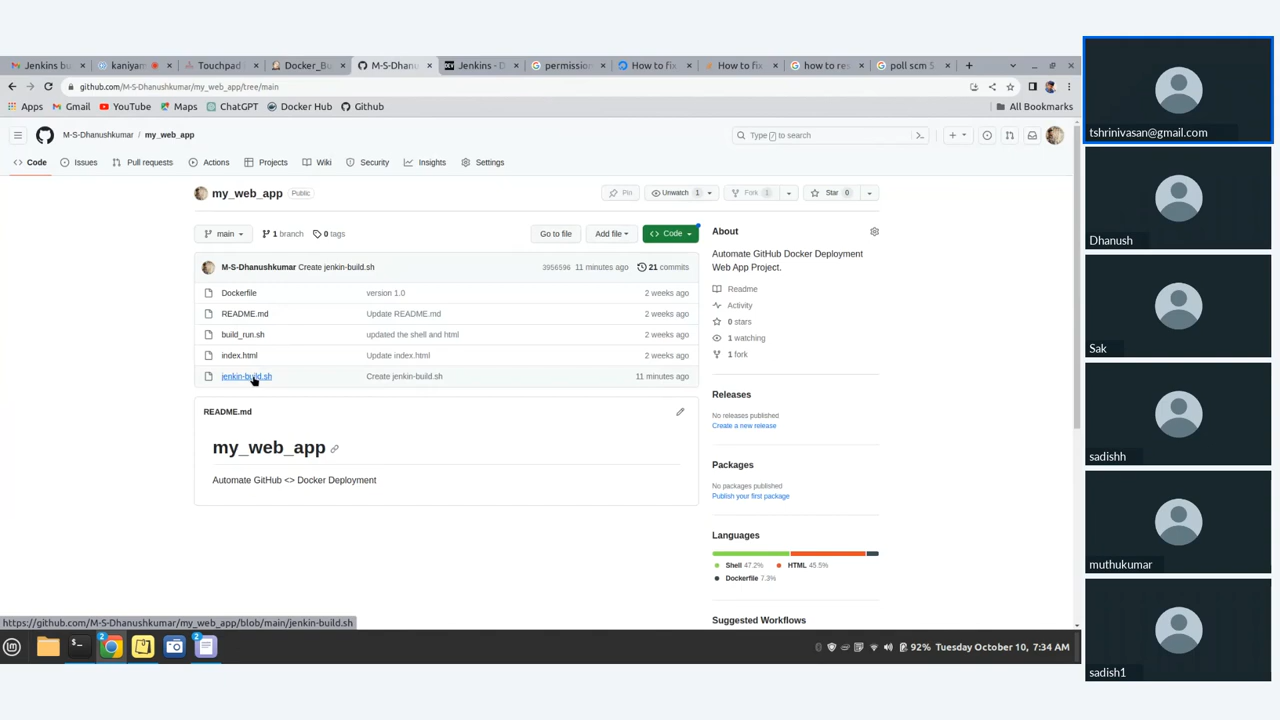 Jenkins bu
kaniyam
Touchpad
Docker_Bu
M-S-Dhanu
Jenkins - D
permission
How to fix
How to fix
how to res
poll scm S
github.com/M-S-Dhanushkumar/my_web_app/tree/main
Apps
Gmail
YouTube
Maps
ChatGPT
Docker Hub
Github
All Bookmarks
M-S-Dhanushkumar / my_web_app
Type / to search
Code
Issues
Pull requests
Actions
Projects
Wiki
Security
Insights
Settings
my_web_app
Public
Pin
Unwatch 1
Fork 1
Star 0
main
1 branch
0 tags
Go to file
Add file
Code
M-S-Dhanushkumar Create jenkin-build.sh
3956596 11 minutes ago
21 commits
Dockerfile version 1.0 2 weeks ago
README.md Update README.md 2 weeks ago
build_run.sh updated the shell and html 2 weeks ago
index.html Update index.html 2 weeks ago
jenkin-build.sh Create jenkin-build.sh 11 minutes ago
README.md
my_web_app
Automate GitHub <> Docker Deployment
About
Automate GitHub Docker Deployment
Web App Project.
Readme
Activity
0 stars
1 watching
1 fork
Releases
No releases published
Create a new release
Packages
No packages published
Publish your first package
Languages
Shell 47.2%
HTML 45.5%
Dockerfile 7.3%
Suggested Workflows
https://github.com/M-S-Dhanushkumar/my_web_app/blob/main/jenkin-build.sh
2
2
92% Tuesday October 10, 7:34 AM
tshrinivasan@gmail.com
Dhanush
Sak
sadishh
muthukumar
sadish1